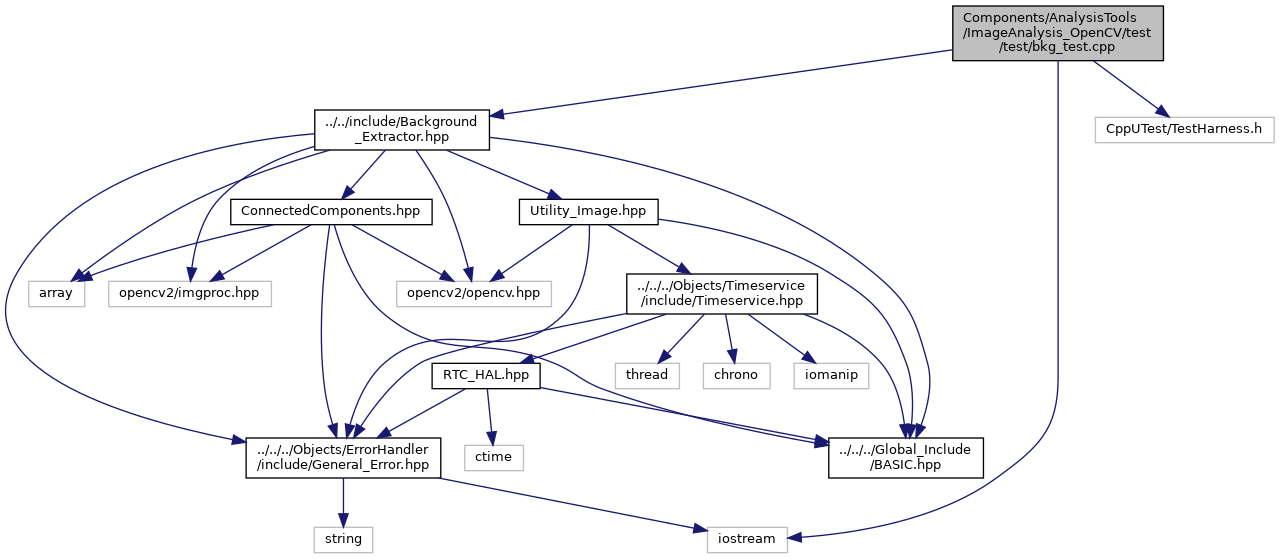 Components/AnalysisTools
/ImageAnalysis_OpenCV/test
/test/bkg_test.cpp
../../include/Background
_Extractor.hpp
CppUTest/TestHarness.h
ConnectedComponents.hpp
Utility_Image.hpp
array
opencv2/imgproc.hpp
opencv2/opencv.hpp
../../../Objects/Timeservice
/include/Timeservice.hpp
RTC_HAL.hpp
thread
chrono
iomanip
../../../Objects/ErrorHandler
/include/General_Error.hpp
ctime
../../../Global_Include
/BASIC.hpp
string
iostream